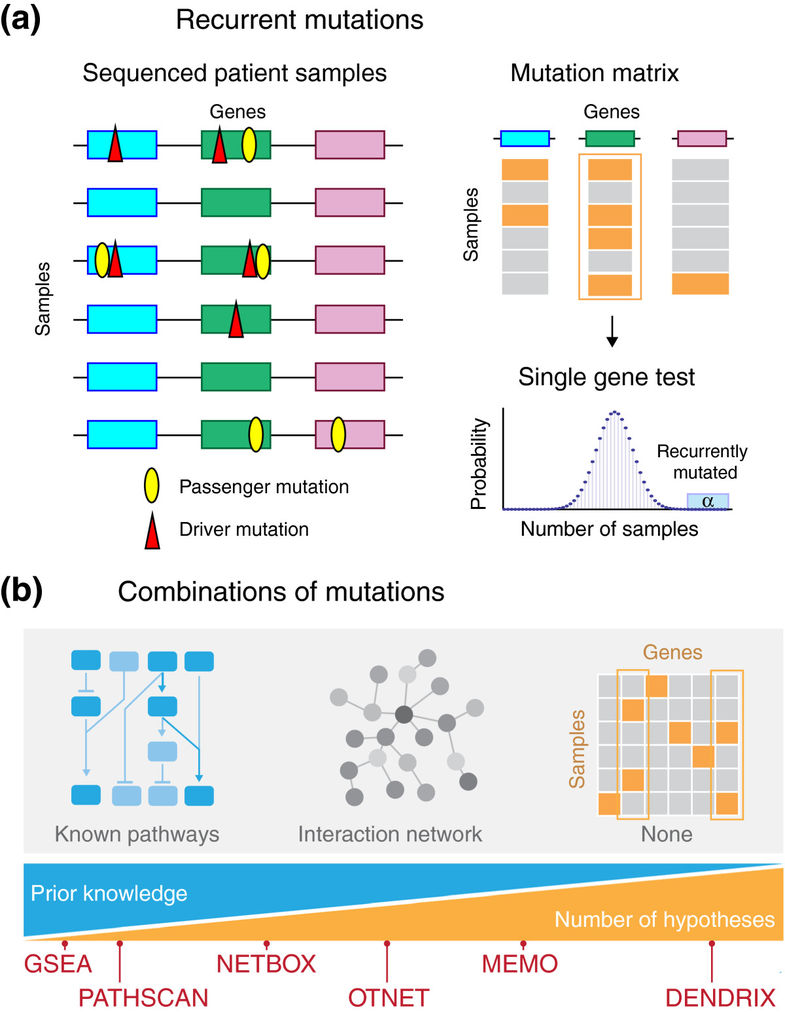 (a)
Recurrent mutations
Sequenced patient samples
Mutation matrix
Genes
Genes
Samples
Samples
Single gene test
Probability
Recurrently
mutated
α
Number of samples
Passenger mutation
Driver mutation
(b)
Combinations of mutations
Genes
Samples
Known pathways
Interaction network
None
Prior knowledge
Number of hypotheses
GSEA
NETBOX
MEMO
PATHSCAN
OTNET
DENDRIX